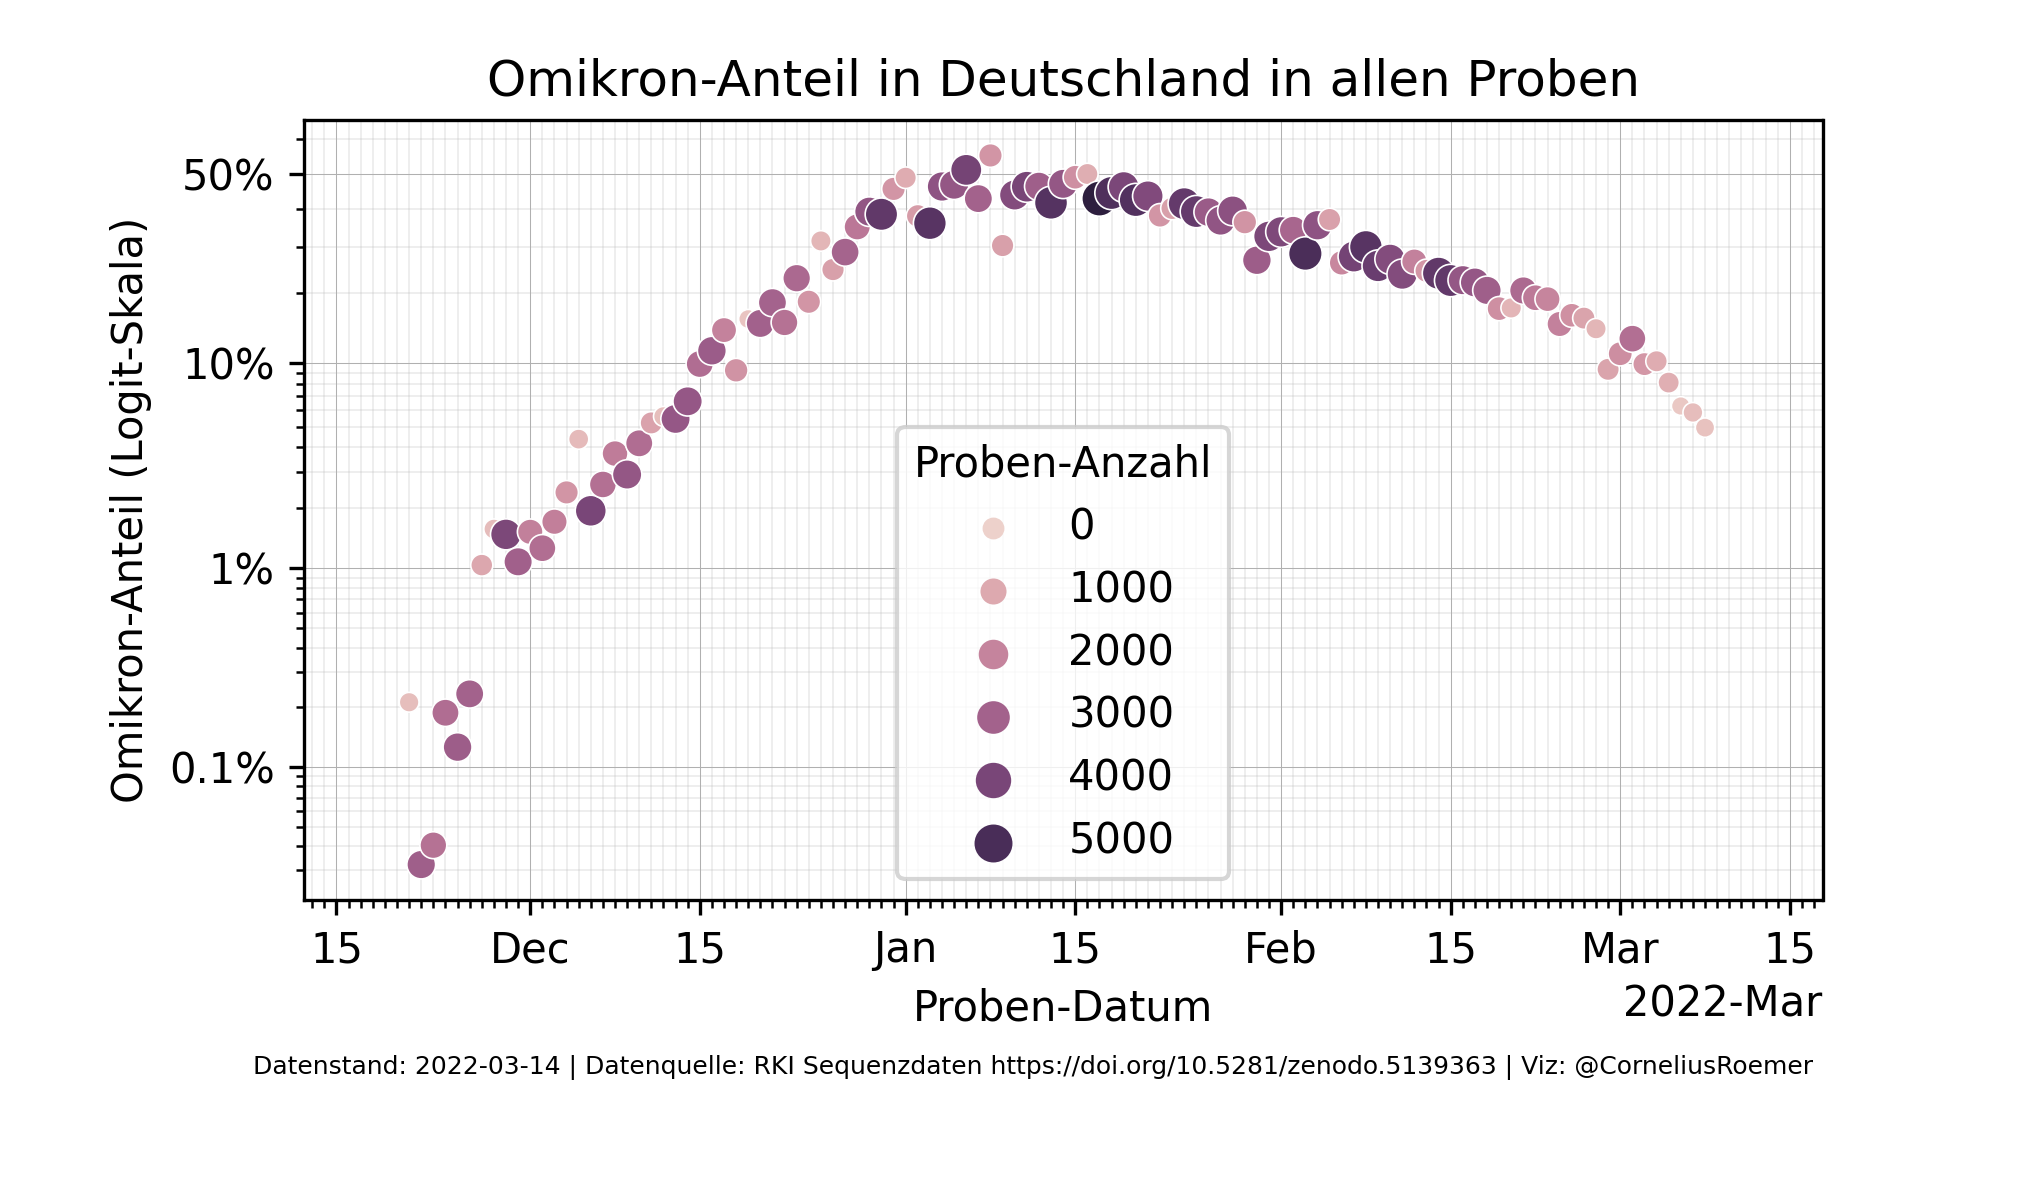 Omikron-Anteil in Deutschland in allen Proben
Omikron-Anteil (Logit-Skala)
50%
10%
1%
0.1%
Proben-Anzahl
0
1000
2000
3000
4000
5000
15 Dec 15 Jan 15 Feb 15 Mar 15
2022-Mar
Proben-Datum
Datenstand: 2022-03-14 | Datenquelle: RKI Sequenzdaten https://doi.org/10.5281/zenodo.5139363 | Viz: @CorneliusRoemer